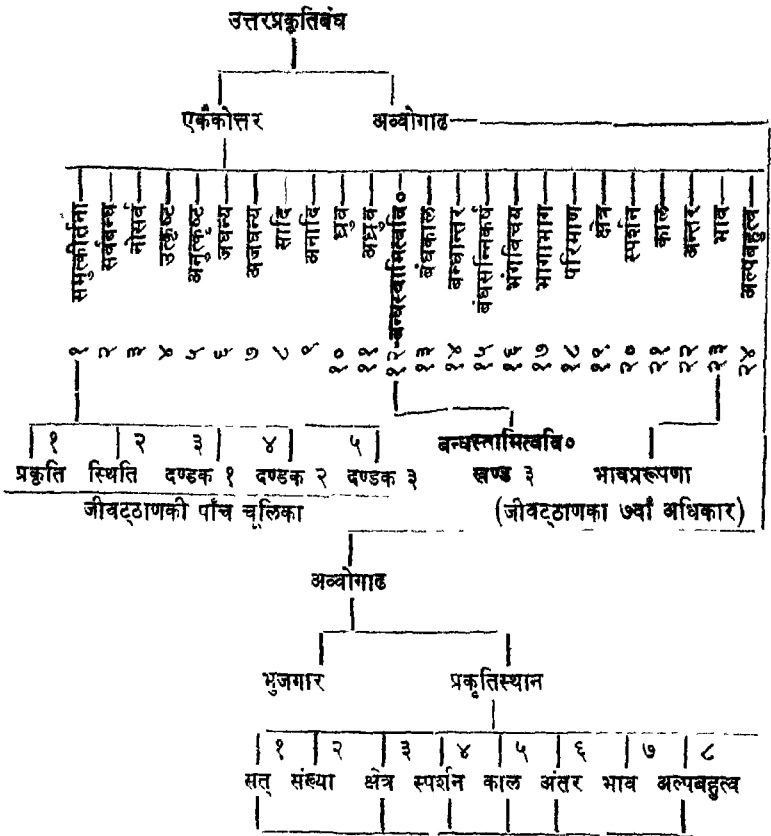 उत्तरप्रकृतिबंध
एकैकोत्तर अव्वोगाढ
समुत्कीर्तना सर्वबन्ध नोसर्व उत्कृष्ट अनुत्कृष्ट जघन्य अजघन्य सादि अनादि ध्रुव अध्रुव बन्धस्वामित्ववि० बंधकाल बन्धान्तर बंधसन्निकर्ष भंगविचय भागाभाग परिमाण क्षेत्र स्पर्शन काल अन्तर भाव अल्पबहुत्व
१ २ ३ ४ ५ ६ ७ ८ ९ १० ११ १२ १३ १४ १५ १६ १७ १८ १९ २० २१ २२ २३ २४
१ २ ३ ४ ५
प्रकृति स्थिति दण्डक १ दण्डक २ दण्डक ३
जीवट्ठाणकी पाँच चूलिका
बन्धस्तामित्ववि०
खण्ड ३ भावप्ररूपणा
(जीवट्ठाणका ७वाँ अधिकार)
अव्वोगाढ
भुजगार प्रकृतिस्थान
१ २ ३ ४ ५ ६ ७ ८
सत् संख्या क्षेत्र स्पर्शन काल अंतर भाव अल्पबहुत्व